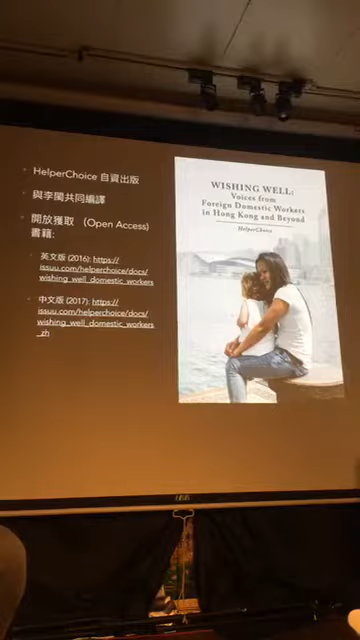 HelperChoice 自資出版
與李閩共同編譯
開放獲取 (Open Access)
書籍:
英文版 (2016): https://
issuu.com/helperchoice/docs/
wishing_well_domestic_workers
中文版 (2017): https://
issuu.com/helperchoice/docs/
wishing_well_domestic_workers
_zh
WISHING WELL:
Voices from
Foreign Domestic Workers
in Hong Kong and Beyond
HelperChoice